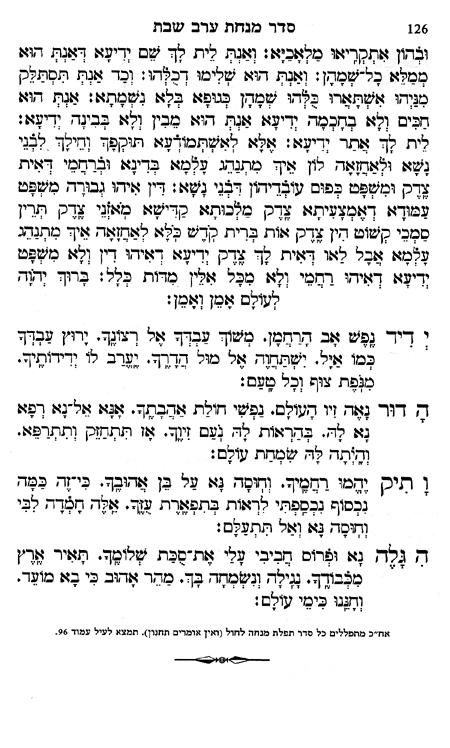 126 סדר מנחת ערב שבת
וּבְהוֹן אִתְקְרִיאוּ מַלְאָכַיָּא: וְאַנְתְּ לֵית לָךְ שֵׁם יְדִיעָא דְּאַנְתְּ הוּא
מְמַלֵּא כָל־שְׁמָהָן: וְאַנְתְּ הוּא שְׁלִימוּ דְכֻלְּהוּ: וְכַד אַנְתְּ תִּסְתַּלֵּק
מִנַּיְהוּ אִשְׁתָּאֲרוּ כֻּלְּהוּ שְׁמָהָן כְּגוּפָא בְּלָא נִשְׁמָתָא: אַנְתְּ הוּא
חַכִּים וְלָא בְחָכְמָה יְדִיעָא אַנְתְּ הוּא מֵבִין וְלָא בְּבִינָה יְדִיעָא:
לֵית לָךְ אֲתַר יְדִיעָא: אֶלָּא לְאִשְׁתְּמוֹדְעָא תּוּקְפָךְ וְחֵילָךְ לִבְנֵי
נָשָׁא וּלְאַחֲזָאָה לוֹן אֵיךְ מִתְנַהֵג עָלְמָא בְּדִינָא וּבְרַחֲמֵי דְּאִית
צֶדֶק וּמִשְׁפָּט כְּפוּם עוֹבָדֵיהוֹן דִּבְנֵי נָשָׁא: דִּין אִיהוּ גְבוּרָה מִשְׁפָּט
עַמּוּדָא דְאֶמְצָעִיתָא צֶדֶק מַלְכוּתָא קַדִּישָׁא מֹאזְנֵי צֶדֶק תְּרֵין
סַמְכֵי קְשׁוֹט הִין צֶדֶק אוֹת בְּרִית קֹדֶשׁ כֹּלָּא לְאַחֲזָאָה אֵיךְ מִתְנַהֵג
עָלְמָא אֲבָל לַאו דְּאִית לָךְ צֶדֶק יְדִיעָא דְּאִיהוּ דִין וְלָא מִשְׁפָּט
יְדִיעָא דְּאִיהוּ רַחֲמֵי וְלָא מִכָּל אִלֵּין מִדּוֹת כְּלָל: בָּרוּךְ יְהֹוָה
לְעוֹלָם אָמֵן וְאָמֵן:
יְ דִיד נֶפֶשׁ אָב הָרַחֲמָן. מְשׁוֹךְ עַבְדְּךָ אֶל רְצוֹנֶךָ. יָרוּץ עַבְדְּךָ
כְּמוֹ אַיָּל. יִשְׁתַּחֲוֶה אֶל מוּל הֲדָרֶךָ. יֶעֱרַב לוֹ יְדִידוֹתֶיךָ.
מִנֹּפֶת צוּף וְכָל טָעַם:
הָ דוּר נָאֶה זִיו הָעוֹלָם. נַפְשִׁי חוֹלַת אַהֲבָתֶךָ. אָנָּא אֵל־נָא רְפָא
נָא לָהּ. בְּהַרְאוֹת לָהּ נֹעַם זִיוֶךָ. אָז תִּתְחַזֵּק וְתִתְרַפֵּא.
וְהָיְתָה לָּהּ שִׂמְחַת עוֹלָם:
וָ תִיק יֶהֱמוּ רַחֲמֶיךָ. וְחוּסָה נָּא עַל בֵּן אֲהוּבֶךָ. כִּי־זֶה כַּמָּה
נִכְסוֹף נִכְסַפְתִּי לִרְאוֹת בְּתִפְאֶרֶת עֻזֶּךָ. אֵלֶּה חָמְדָה לִבִּי
וְחוּסָה נָּא וְאַל תִּתְעַלָּם:
הִ גָּלֶה נָא וּפְרוֹס חֲבִיבִי עָלַי אֶת־סֻכַּת שְׁלוֹמֶךָ. תָּאִיר אֶרֶץ
מִכְּבוֹדֶךָ. נָגִילָה וְנִשְׂמְחָה בָּךְ. מַהֵר אָהוּב כִּי בָא מוֹעֵד.
וְחָנֵּנוּ כִּימֵי עוֹלָם:
אח״כ מתפללים כל סדר תפלת מנחה לחול (ואין אומרים תחנון). תמצא לעיל עמוד 96.